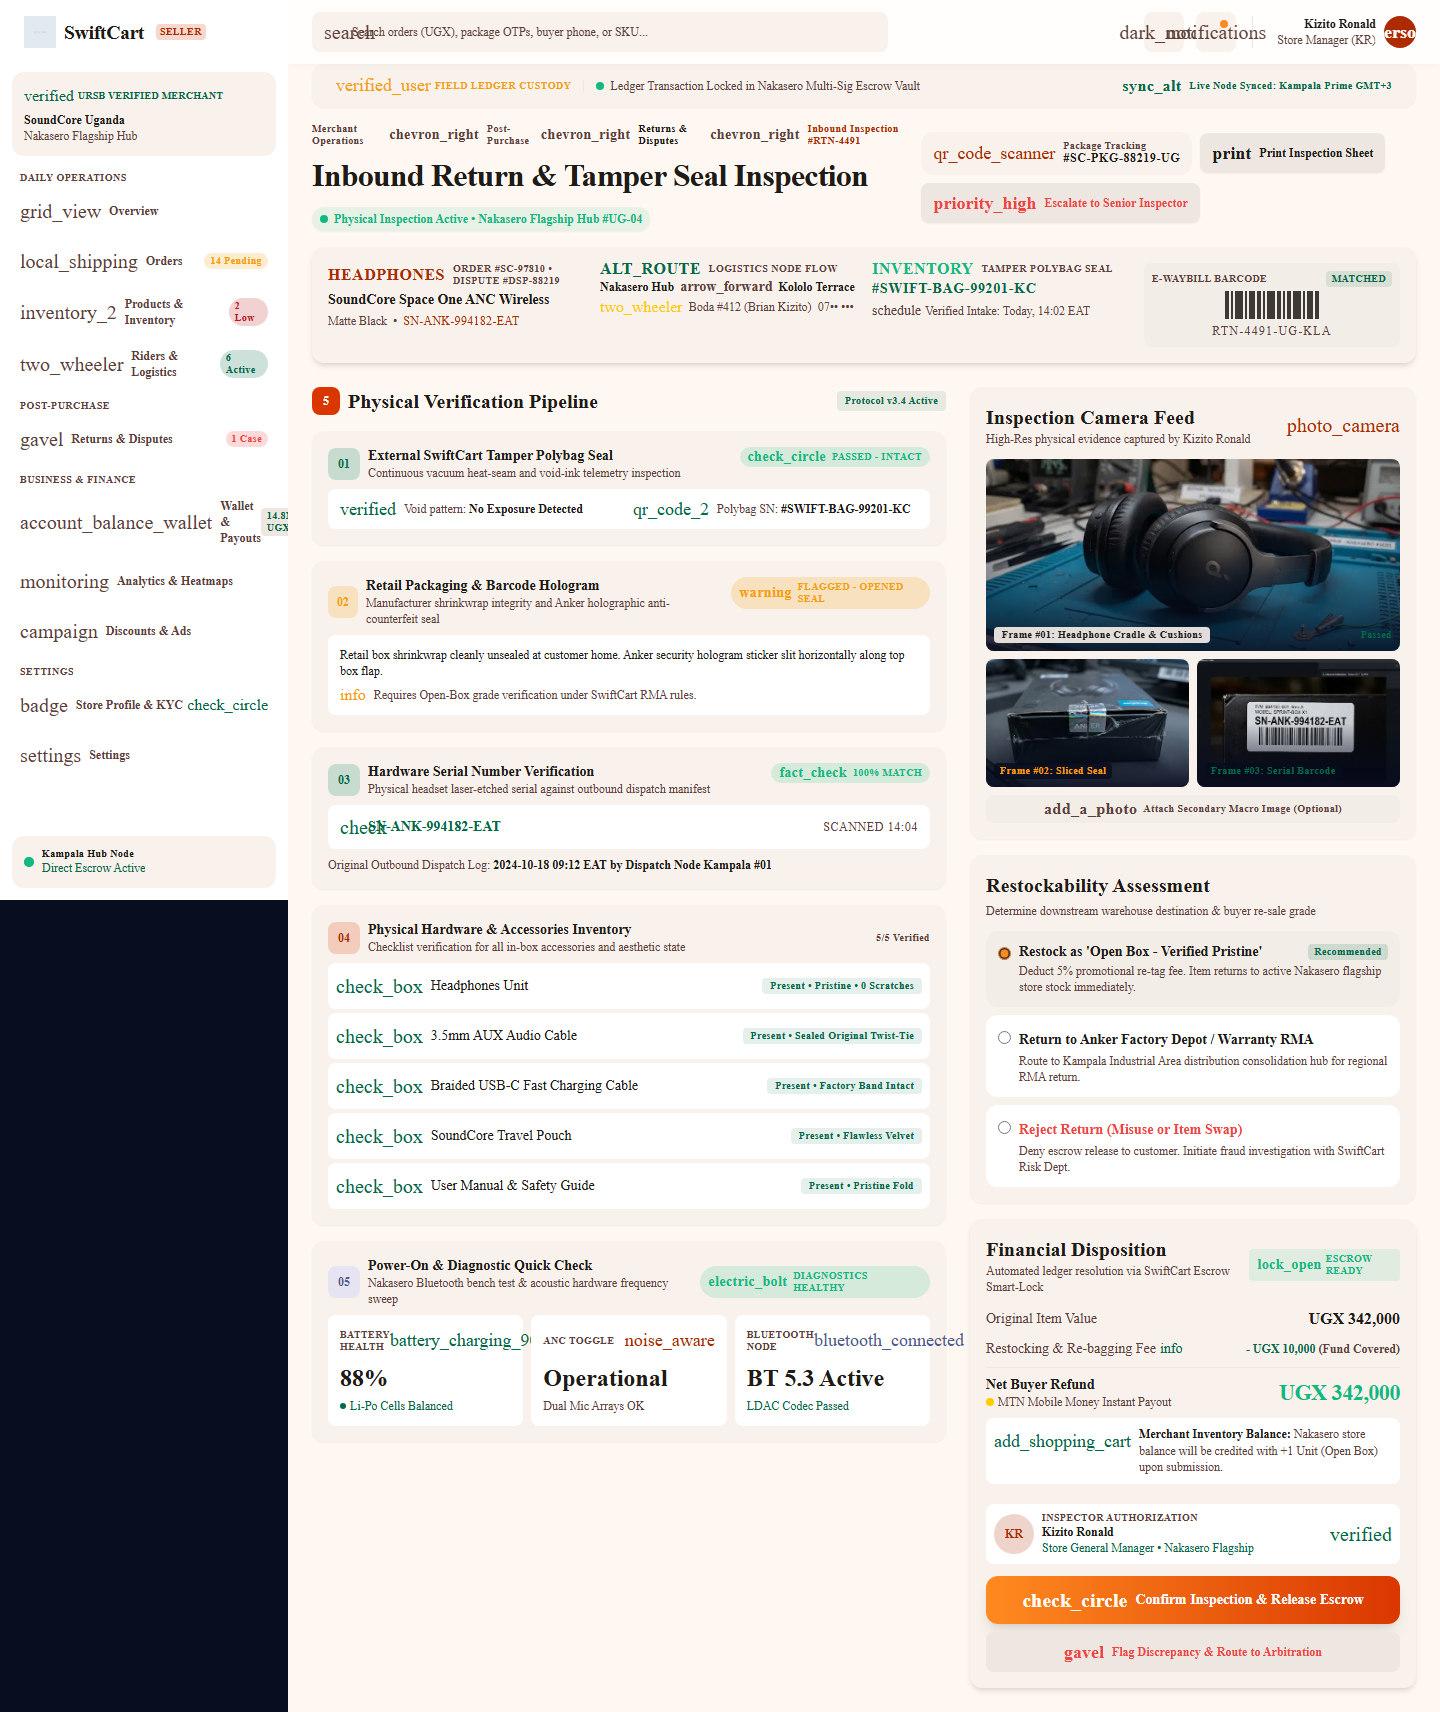 SwiftCart SELLER
verified URSB VERIFIED MERCHANT
SoundCore Uganda
Nakasero Flagship Hub
DAILY OPERATIONS
grid_view Overview
local_shipping Orders 14 Pending
inventory_2 Products & Inventory 2 Low
two_wheeler Riders & Logistics 6 Active
POST-PURCHASE
gavel Returns & Disputes 1 Case
BUSINESS & FINANCE
account_balance_wallet Wallet & Payouts UGX
monitoring Analytics & Heatmaps
campaign Discounts & Ads
SETTINGS
badge Store Profile & KYC check_circle
settings Settings
Kampala Hub Node
Direct Escrow Active
search Search orders (UGX), package OTPs, buyer phone, or SKU...
dark_mode notifications
Kizito Ronald
Store Manager (KR)
verified_user FIELD LEDGER CUSTODY
Ledger Transaction Locked in Nakasero Multi-Sig Escrow Vault
sync_alt Live Node Synced: Kampala Prime GMT+3
Merchant Operations chevron_right Post-Purchase chevron_right Returns & Disputes chevron_right Inbound Inspection #RTN-4491
Inbound Return & Tamper Seal Inspection
Physical Inspection Active • Nakasero Flagship Hub #UG-04
qr_code_scanner Package Tracking
#SC-PKG-88219-UG
print Print Inspection Sheet
priority_high Escalate to Senior Inspector
HEADPHONES ORDER #SC-97810 • DISPUTE #DSP-88219
SoundCore Space One ANC Wireless
Matte Black • SN-ANK-994182-EAT
ALT_ROUTE LOGISTICS NODE FLOW
Nakasero Hub arrow_forward Kololo Terrace
two_wheeler Boda #412 (Brian Kizito) 07•• •••
INVENTORY TAMPER POLYBAG SEAL
#SWIFT-BAG-99201-KC
schedule Verified Intake: Today, 14:02 EAT
E-WAYBILL BARCODE MATCHED
RTN-4491-UG-KLA
5 Physical Verification Pipeline
Protocol v3.4 Active
01 External SwiftCart Tamper Polybag Seal
Continuous vacuum heat-seam and void-ink telemetry inspection
check_circle PASSED - INTACT
verified Void pattern: No Exposure Detected
qr_code_2 Polybag SN: #SWIFT-BAG-99201-KC
02 Retail Packaging & Barcode Hologram
Manufacturer shrinkwrap integrity and Anker holographic anti-
counterfeit seal
warning FLAGGED - OPENED SEAL
Retail box shrinkwrap cleanly unsealed at customer home. Anker security hologram sticker slit horizontally along top
box flap.
info Requires Open-Box grade verification under SwiftCart RMA rules.
03 Hardware Serial Number Verification
Physical headset laser-etched serial against outbound dispatch manifest
fact_check 100% MATCH
check SN-ANK-994182-EAT SCANNED 14:04
Original Outbound Dispatch Log: 2024-10-18 09:12 EAT by Dispatch Node Kampala #01
04 Physical Hardware & Accessories Inventory
Checklist verification for all in-box accessories and aesthetic state
5/5 Verified
check_box Headphones Unit Present • Pristine • 0 Scratches
check_box 3.5mm AUX Audio Cable Present • Sealed Original Twist-Tie
check_box Braided USB-C Fast Charging Cable Present • Factory Band Intact
check_box SoundCore Travel Pouch Present • Flawless Velvet
check_box User Manual & Safety Guide Present • Pristine Fold
05 Power-On & Diagnostic Quick Check
Nakasero Bluetooth bench test & acoustic hardware frequency
sweep
electric_bolt DIAGNOSTICS HEALTHY
BATTERY HEALTH
88%
Li-Po Cells Balanced
ANC TOGGLE noise_aware
Operational
Dual Mic Arrays OK
BLUETOOTH NODE bluetooth_connected
BT 5.3 Active
LDAC Codec Passed
Inspection Camera Feed
High-Res physical evidence captured by Kizito Ronald
photo_camera
Frame #01: Headphone Cradle & Cushions Passed
Frame #02: Sliced Seal
SN-ANK-994182-EAT
Frame #03: Serial Barcode
add_a_photo Attach Secondary Macro Image (Optional)
Restockability Assessment
Determine downstream warehouse destination & buyer re-sale grade
Restock as 'Open Box - Verified Pristine' Recommended
Deduct 5% promotional re-tag fee. Item returns to active Nakasero flagship
store stock immediately.
Return to Anker Factory Depot / Warranty RMA
Route to Kampala Industrial Area distribution consolidation hub for regional
RMA return.
Reject Return (Misuse or Item Swap)
Deny escrow release to customer. Initiate fraud investigation with SwiftCart
Risk Dept.
Financial Disposition
Automated ledger resolution via SwiftCart Escrow
Smart-Lock
lock_open ESCROW READY
Original Item Value UGX 342,000
Restocking & Re-bagging Fee info - UGX 10,000 (Fund Covered)
Net Buyer Refund
MTN Mobile Money Instant Payout
UGX 342,000
add_shopping_cart Merchant Inventory Balance: Nakasero store
balance will be credited with +1 Unit (Open Box)
upon submission.
KR INSPECTOR AUTHORIZATION
Kizito Ronald
Store General Manager • Nakasero Flagship
verified
check_circle Confirm Inspection & Release Escrow
gavel Flag Discrepancy & Route to Arbitration